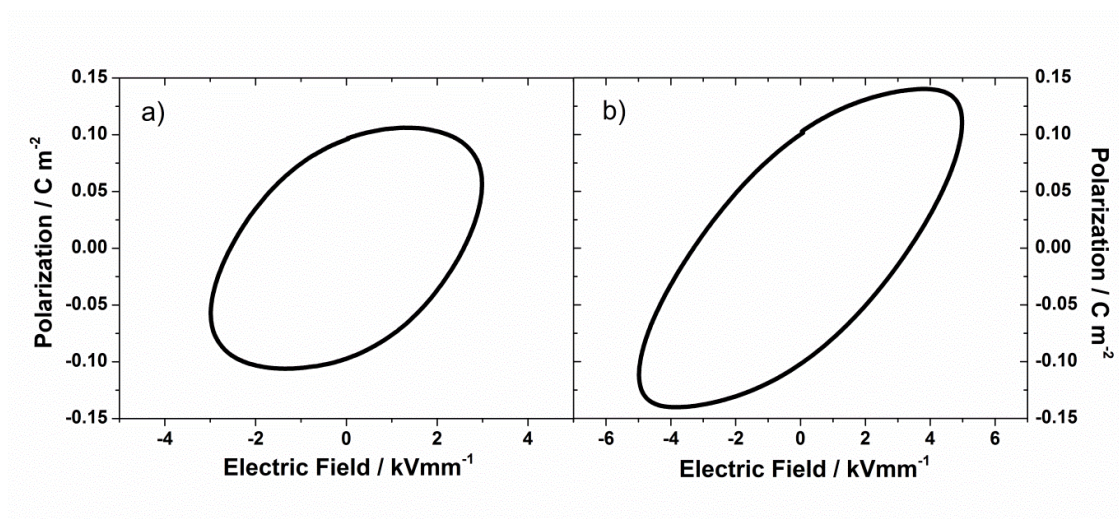 a)
0.15
0.10
0.05
0.00
-0.05
-0.10
-0.15
Polarization / C m⁻²
-4 -2 0 2 4
Electric Field / kVmm⁻¹
b)
0.15
0.10
0.05
0.00
-0.05
-0.10
-0.15
Polarization / C m⁻²
-6 -4 -2 0 2 4 6
Electric Field / kVmm⁻¹